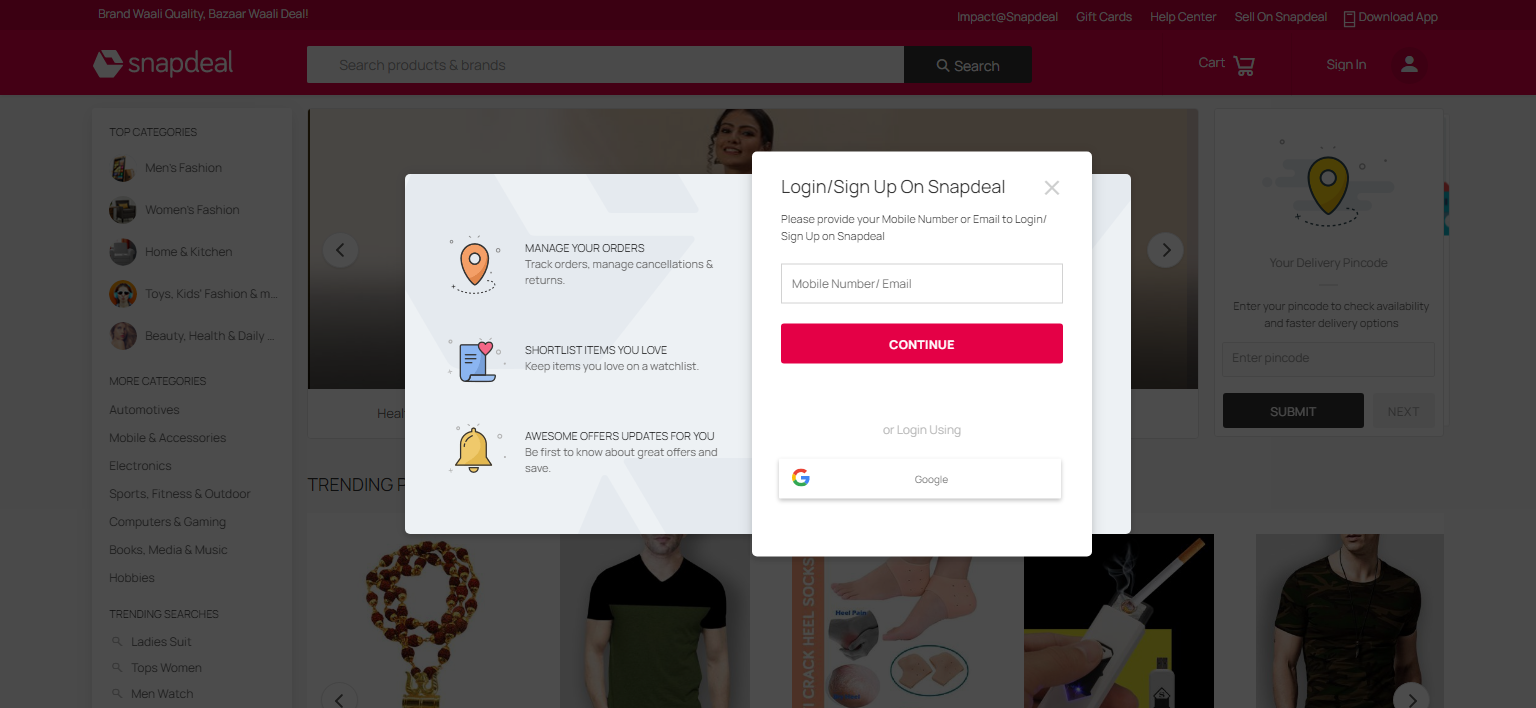 Brand Waali Quality, Bazaar Waali Deal!
Impact@Snapdeal Gift Cards Help Center Sell On Snapdeal Download App
snapdeal
Search products & brands
Search
Cart
Sign In
TOP CATEGORIES
Men's Fashion
Women's Fashion
Home & Kitchen
Toys, Kids' Fashion & m...
Beauty, Health & Daily ...
MORE CATEGORIES
Automotives
Mobile & Accessories
Electronics
Sports, Fitness & Outdoor
Computers & Gaming
Books, Media & Music
Hobbies
TRENDING SEARCHES
Ladies Suit
Tops Women
Men Watch
MANAGE YOUR ORDERS
Track orders, manage cancellations &
returns.
SHORTLIST ITEMS YOU LOVE
Keep items you love on a watchlist.
AWESOME OFFERS UPDATES FOR YOU
Be first to know about great offers and
save.
Login/Sign Up On Snapdeal
Please provide your Mobile Number or Email to Login/
Sign Up on Snapdeal
Mobile Number/ Email
CONTINUE
or Login Using
Google
Your Delivery Pincode
Enter your pincode to check availability
and faster delivery options
Enter pincode
SUBMIT
NEXT
Heal
TRENDING P
CRACK HEEL SOCKS
Heel Pain